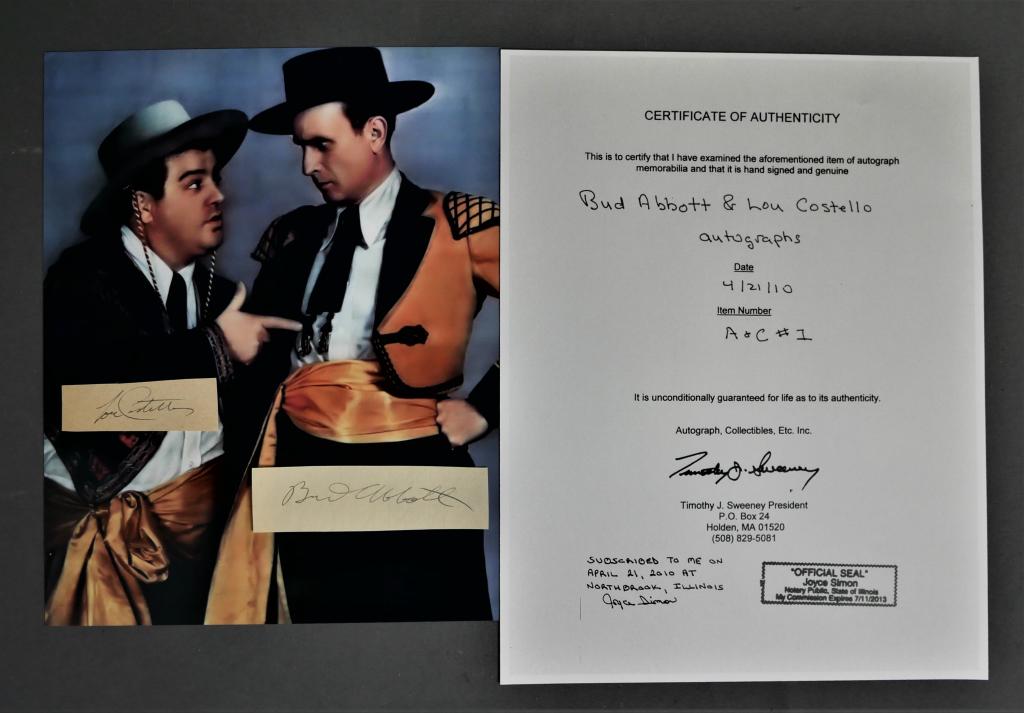 Lou Costello
Bud Abbott
CERTIFICATE OF AUTHENTICITY
This is to certify that I have examined the aforementioned item of autograph
memorabilia and that it is hand signed and genuine
Bud Abbott & Lou Costello
autographs
Date
4/21/10
Item Number
A & C # 1
It is unconditionally guaranteed for life as to its authenticity.
Autograph, Collectibles, Etc. Inc.
Timothy J. Sweeney
Timothy J. Sweeney President
P.O. Box 24
Holden, MA 01520
(508) 829-5081
SUBSCRIBED TO ME ON
APRIL 21, 2010 AT
NORTHBROOK, ILLINOIS
Joyce Simon
"OFFICIAL SEAL"
Joyce Simon
Notary Public, State of Illinois
My Commission Expires 7/11/2013